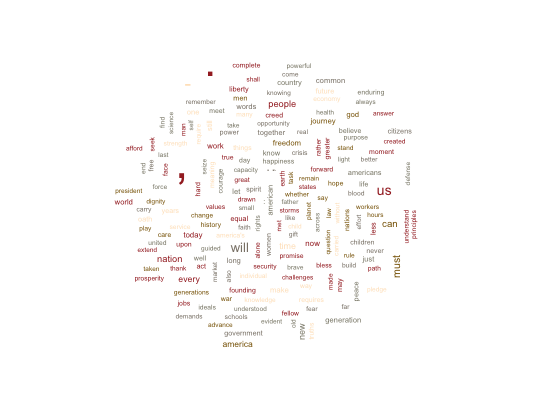 complete powerful
come
country common
shall
liberty knowing future enduring
men
remember words people always
meet creed health god answer
science self take opportunity journey
find man power together real believe citizens
purpose
seek work things freedom rather greater stand created
afford last true day know crisis light better moment
happiness
end free face seize courage capacity earth task forward americans defense
president force hard great let spirit american whether remain states hope life us
world dignity drawn father blood
carry values storms say planet workers
change equal faith like across law nations effort hours
play history rights gift can understand principles
united care today women met question less
upon guided will alone time now children never
extend nation well long promise rule just must
taken thank act market security brave bless build path
prosperity every also challenges made may peace
generations founding
jobs ideals war understood fellow fear far
demands schools evident old new generation
advance government
america